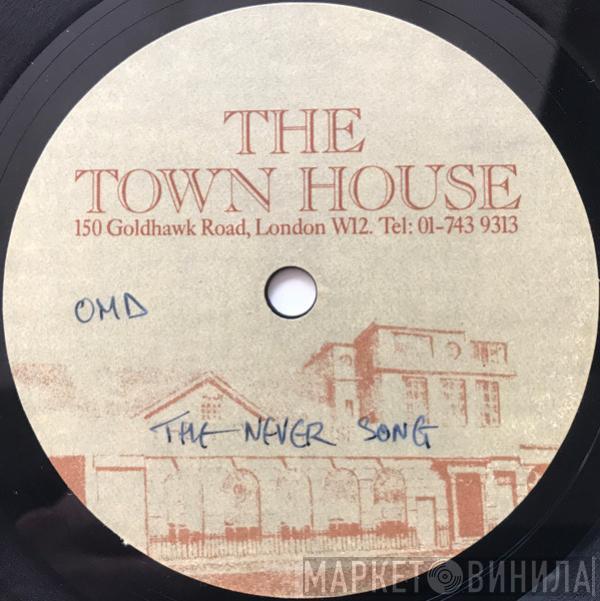 THE
TOWN HOUSE
150 Goldhawk Road, London W12. Tel: 01-743 9313
OMD
THE NEVER SONG
МАРКЕТ ВИНИЛА